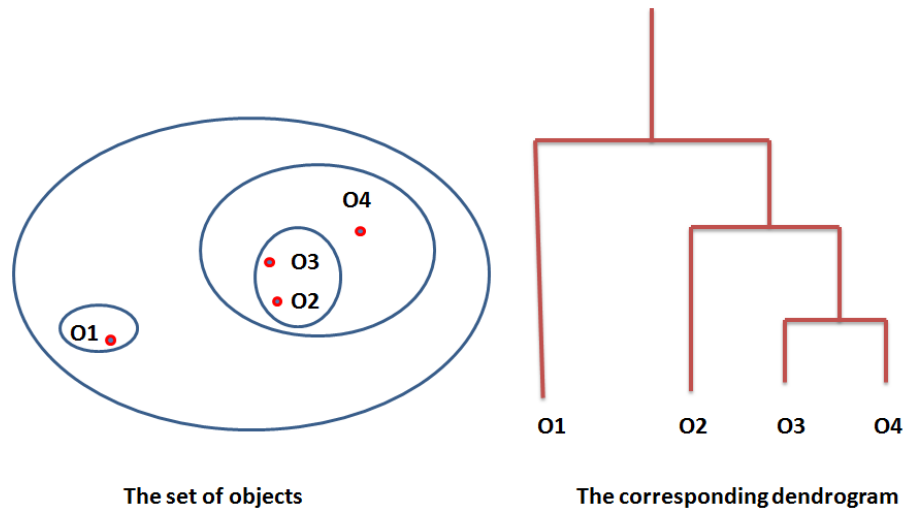 O4
O3
O2
O1
The set of objects
O1 O2 O3 O4
The corresponding dendrogram